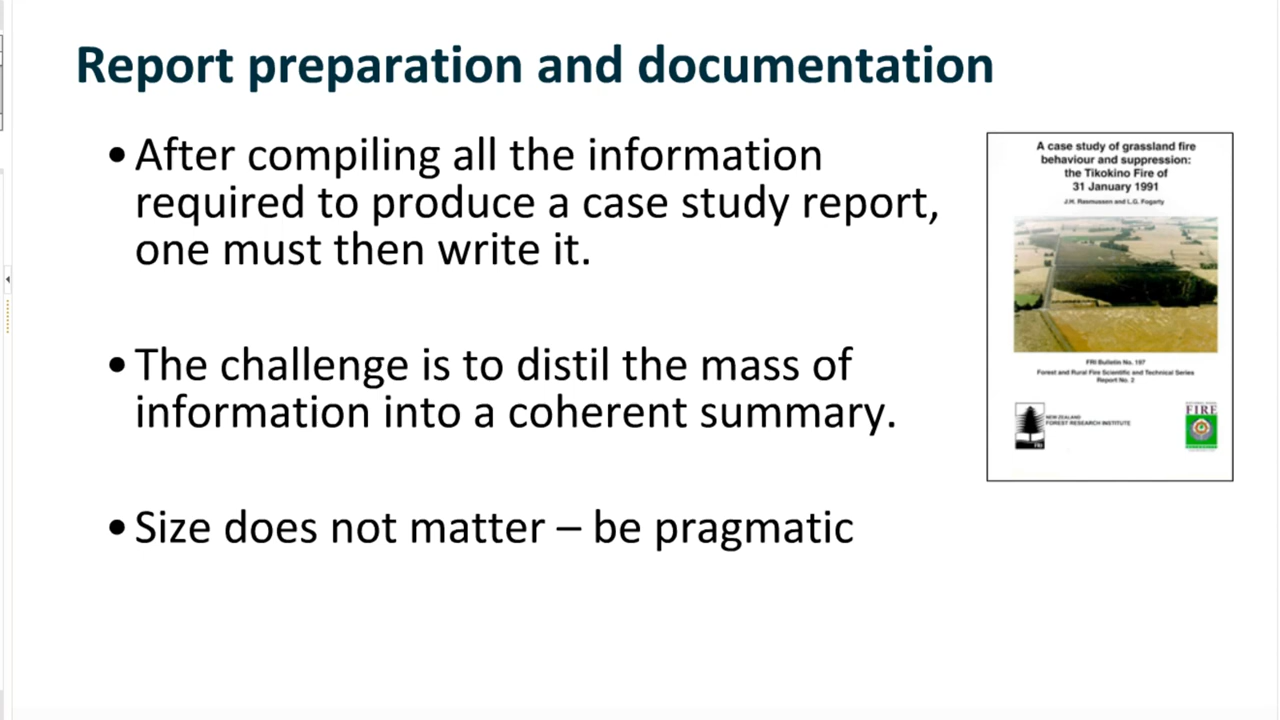 Report preparation and documentation
•After compiling all the information
required to produce a case study report,
one must then write it.
•The challenge is to distil the mass of
information into a coherent summary.
•Size does not matter – be pragmatic
A case study of grassland fire
behaviour and suppression:
the Tikokino Fire of
31 January 1991
J.H. Rasmussen and L.G. Fogarty
FRI Bulletin No. 197
Forest and Rural Fire Scientific and Technical Series
Report No. 2
FRI
NEW ZEALAND
FOREST RESEARCH INSTITUTE
FIRE